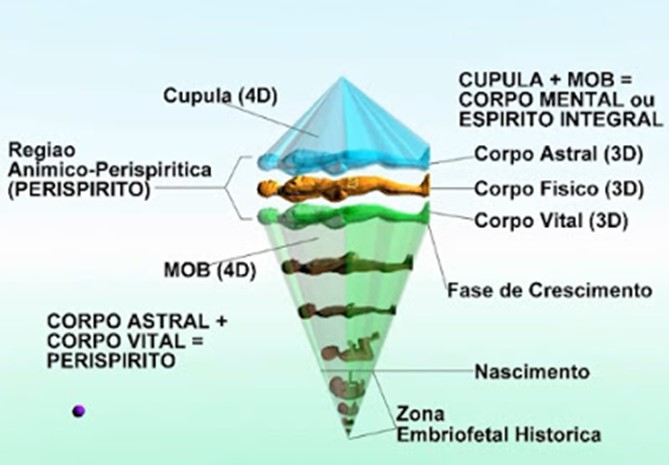 Cupula (4D)
CUPULA + MOB =
CORPO MENTAL ou
ESPIRITO INTEGRAL
Regiao
Anímico-Perispiritica
(PERISPIRITO)
Corpo Astral (3D)
Corpo Fisico (3D)
Corpo Vital (3D)
MOB (4D)
Fase de Crescimento
CORPO ASTRAL +
CORPO VITAL =
PERISPIRITO
Nascimento
Zona
Embriofetal Historica